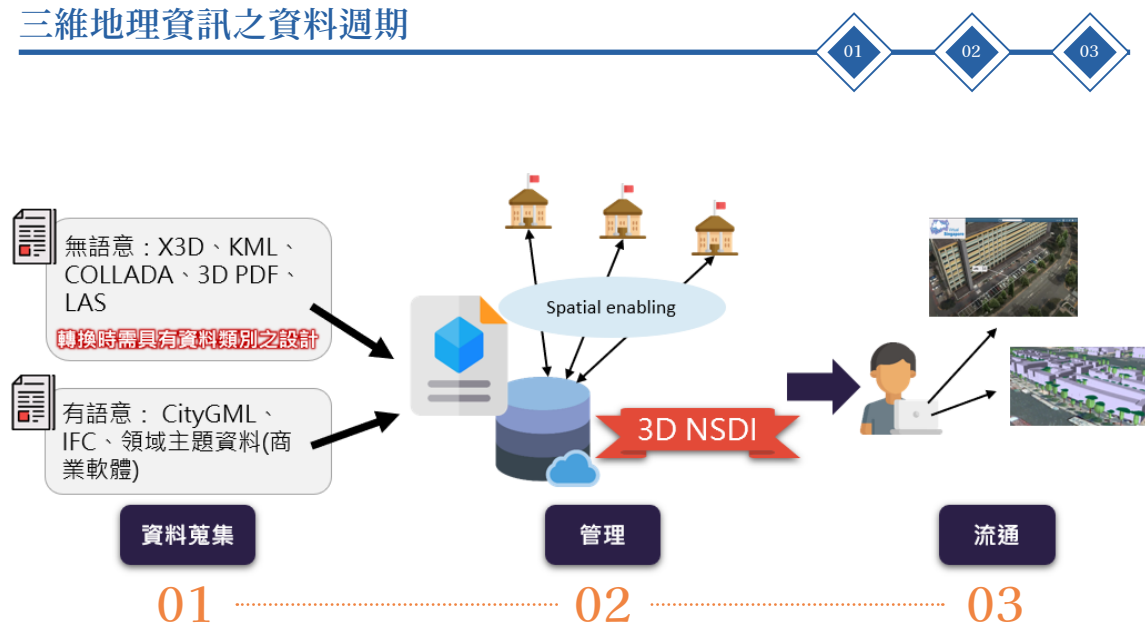 三維地理資訊之資料週期
01
02
03
無語意：X3D、KML、
COLLADA、3D PDF、
LAS
轉換時需具有資料類別之設計
有語意： CityGML、
IFC、領域主題資料(商
業軟體)
Spatial enabling
3D NSDI
Singapore
資料蒐集
管理
流通
01
02
03